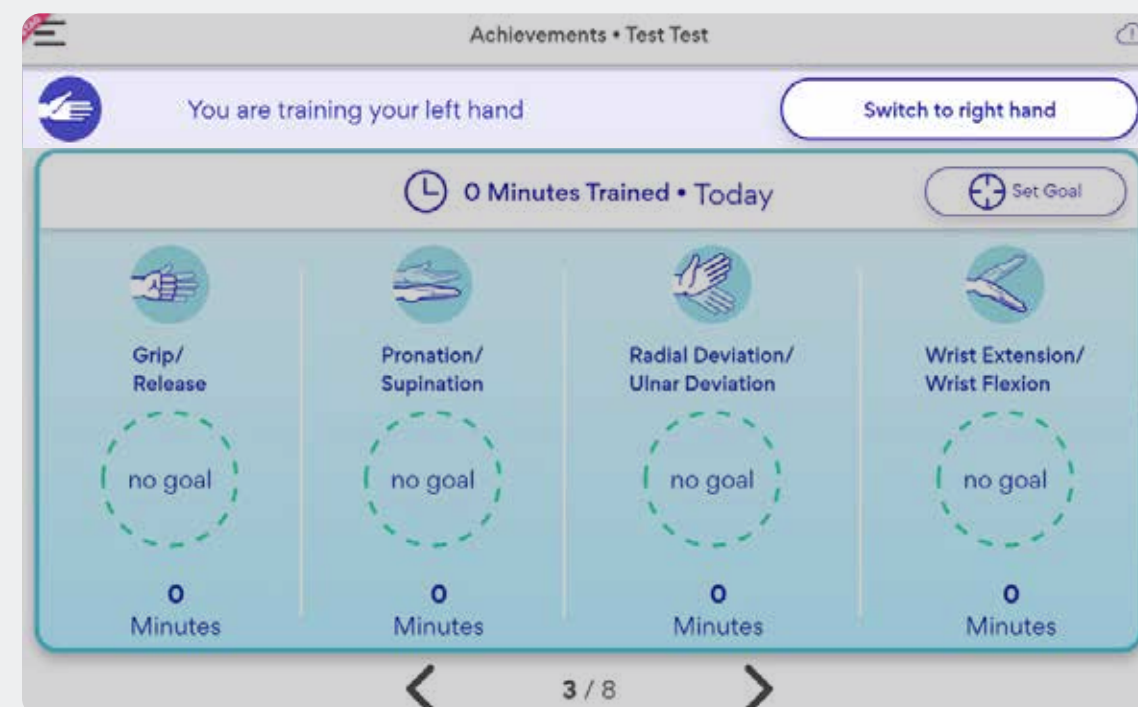 Achievements • Test Test
You are training your left hand
Switch to right hand
0 Minutes Trained • Today
Set Goal
Grip/
Release
Pronation/
Supination
Radial Deviation/
Ulnar Deviation
Wrist Extension/
Wrist Flexion
no goal
no goal
no goal
no goal
0
Minutes
0
Minutes
0
Minutes
0
Minutes
3 / 8